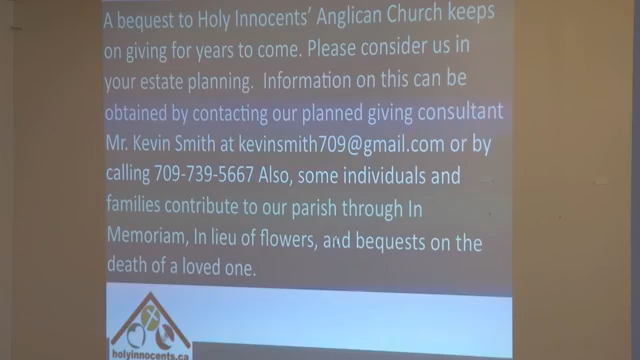 A bequest to Holy Innocents' Anglican Church keeps
on giving for years to come. Please consider us in
your estate planning.  Information on this can be
obtained by contacting our planned giving consultant
Mr. Kevin Smith at kevinsmith709@gmail.com or by
calling 709-739-5667 Also, some individuals and
families contribute to our parish through In
Memoriam, In lieu of flowers, and bequests on the
death of a loved one.
holyinnocents.ca